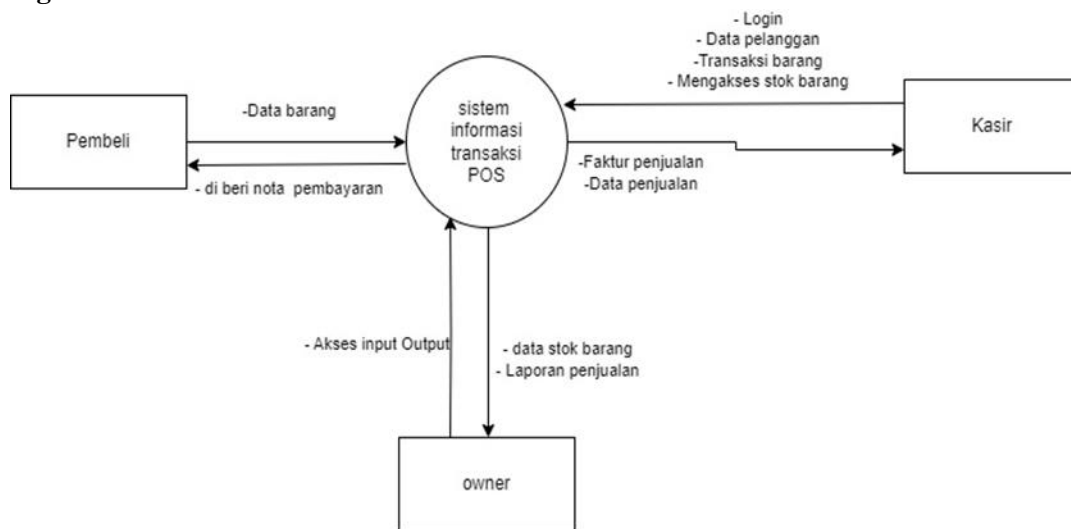 - Login
- Data pelanggan
-Transaksi barang
- Mengakses stok barang
-Data barang
Pembeli
sistem
informasi
transaksi
POS
Kasir
-Faktur penjualan
-Data penjualan
- di beri nota pembayaran
- Akses input Output
- data stok barang
- Laporan penjualan
owner